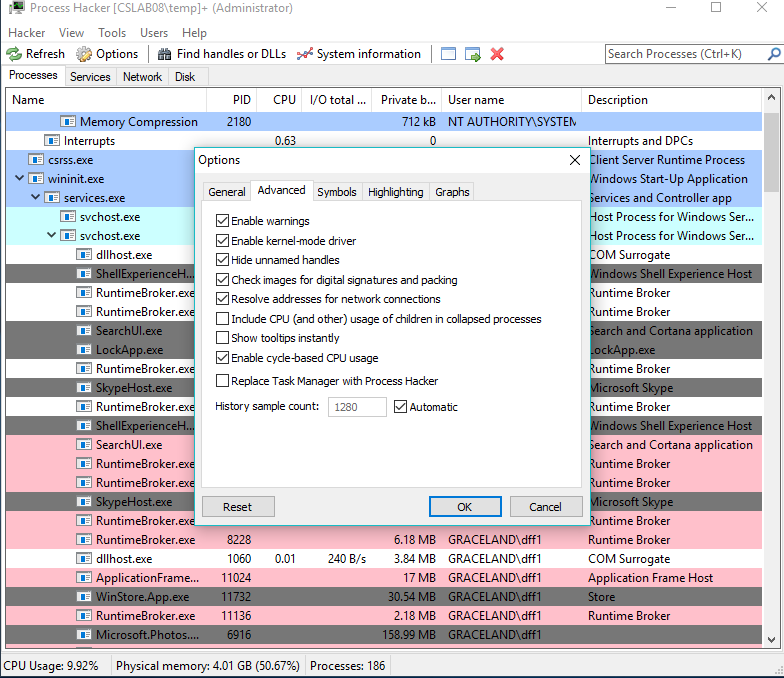 Process Hacker [CSLAB08\temp]+ (Administrator)
Hacker View Tools Users Help
Refresh Options Find handles or DLLs System information Search Processes (Ctrl+K)
Processes Services Network Disk
Name PID CPU I/O total ... Private b... User name Description
Memory Compression 2180 712 kB NT AUTHORITY\SYSTEM
Interrupts 0.63 0 Interrupts and DPCs
csrss.exe Client Server Runtime Process
wininit.exe Windows Start-Up Application
services.exe Services and Controller app
svchost.exe Host Process for Windows Ser...
svchost.exe Host Process for Windows Ser...
dllhost.exe COM Surrogate
ShellExperienceH... Windows Shell Experience Host
RuntimeBroker.exe Runtime Broker
RuntimeBroker.exe Runtime Broker
SearchUI.exe Search and Cortana application
LockApp.exe LockApp.exe
RuntimeBroker.exe Runtime Broker
SkypeHost.exe Microsoft Skype
RuntimeBroker.exe Runtime Broker
ShellExperienceH... Windows Shell Experience Host
SearchUI.exe Search and Cortana application
RuntimeBroker.exe Runtime Broker
RuntimeBroker.exe Runtime Broker
SkypeHost.exe Microsoft Skype
RuntimeBroker.exe Runtime Broker
RuntimeBroker.exe 8228 6.18 MB GRACELAND\dff1 Runtime Broker
dllhost.exe 1060 0.01 240 B/s 3.84 MB GRACELAND\dff1 COM Surrogate
ApplicationFrame... 11024 17 MB GRACELAND\dff1 Application Frame Host
WinStore.App.exe 11732 30.54 MB GRACELAND\dff1 Store
RuntimeBroker.exe 11136 2.18 MB GRACELAND\dff1 Runtime Broker
Microsoft.Photos.... 6916 158.99 MB GRACELAND\dff1
Options
General Advanced Symbols Highlighting Graphs
Enable warnings
Enable kernel-mode driver
Hide unnamed handles
Check images for digital signatures and packing
Resolve addresses for network connections
Include CPU (and other) usage of children in collapsed processes
Show tooltips instantly
Enable cycle-based CPU usage
Replace Task Manager with Process Hacker
History sample count: 1280 Automatic
Reset OK Cancel
CPU Usage: 9.92% Physical memory: 4.01 GB (50.67%) Processes: 186